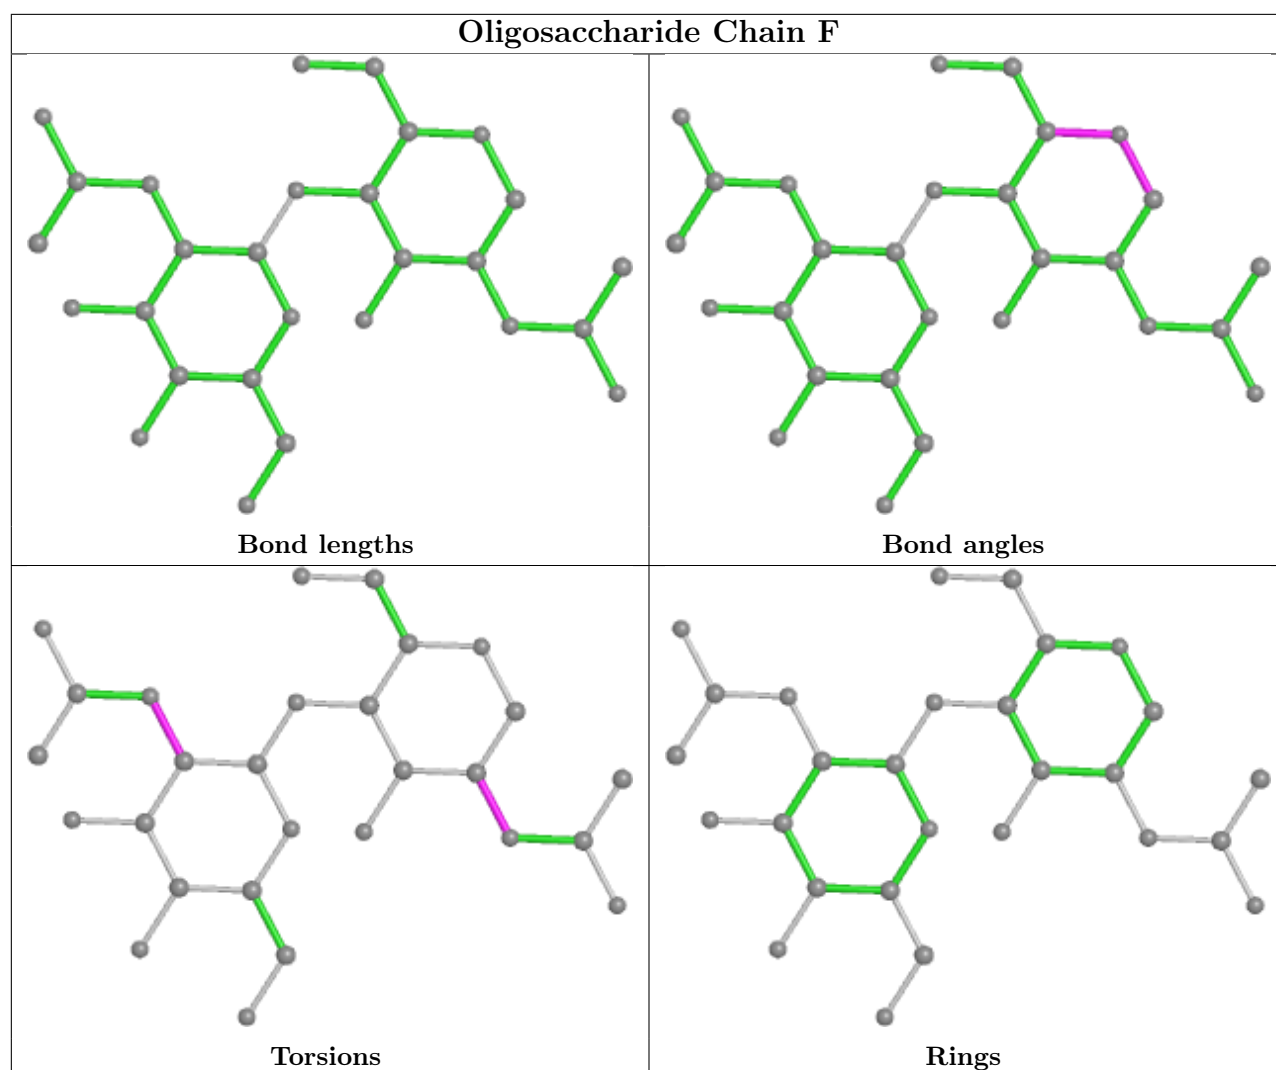 Oligosaccharide Chain F
Bond lengths
Bond angles
Torsions
Rings